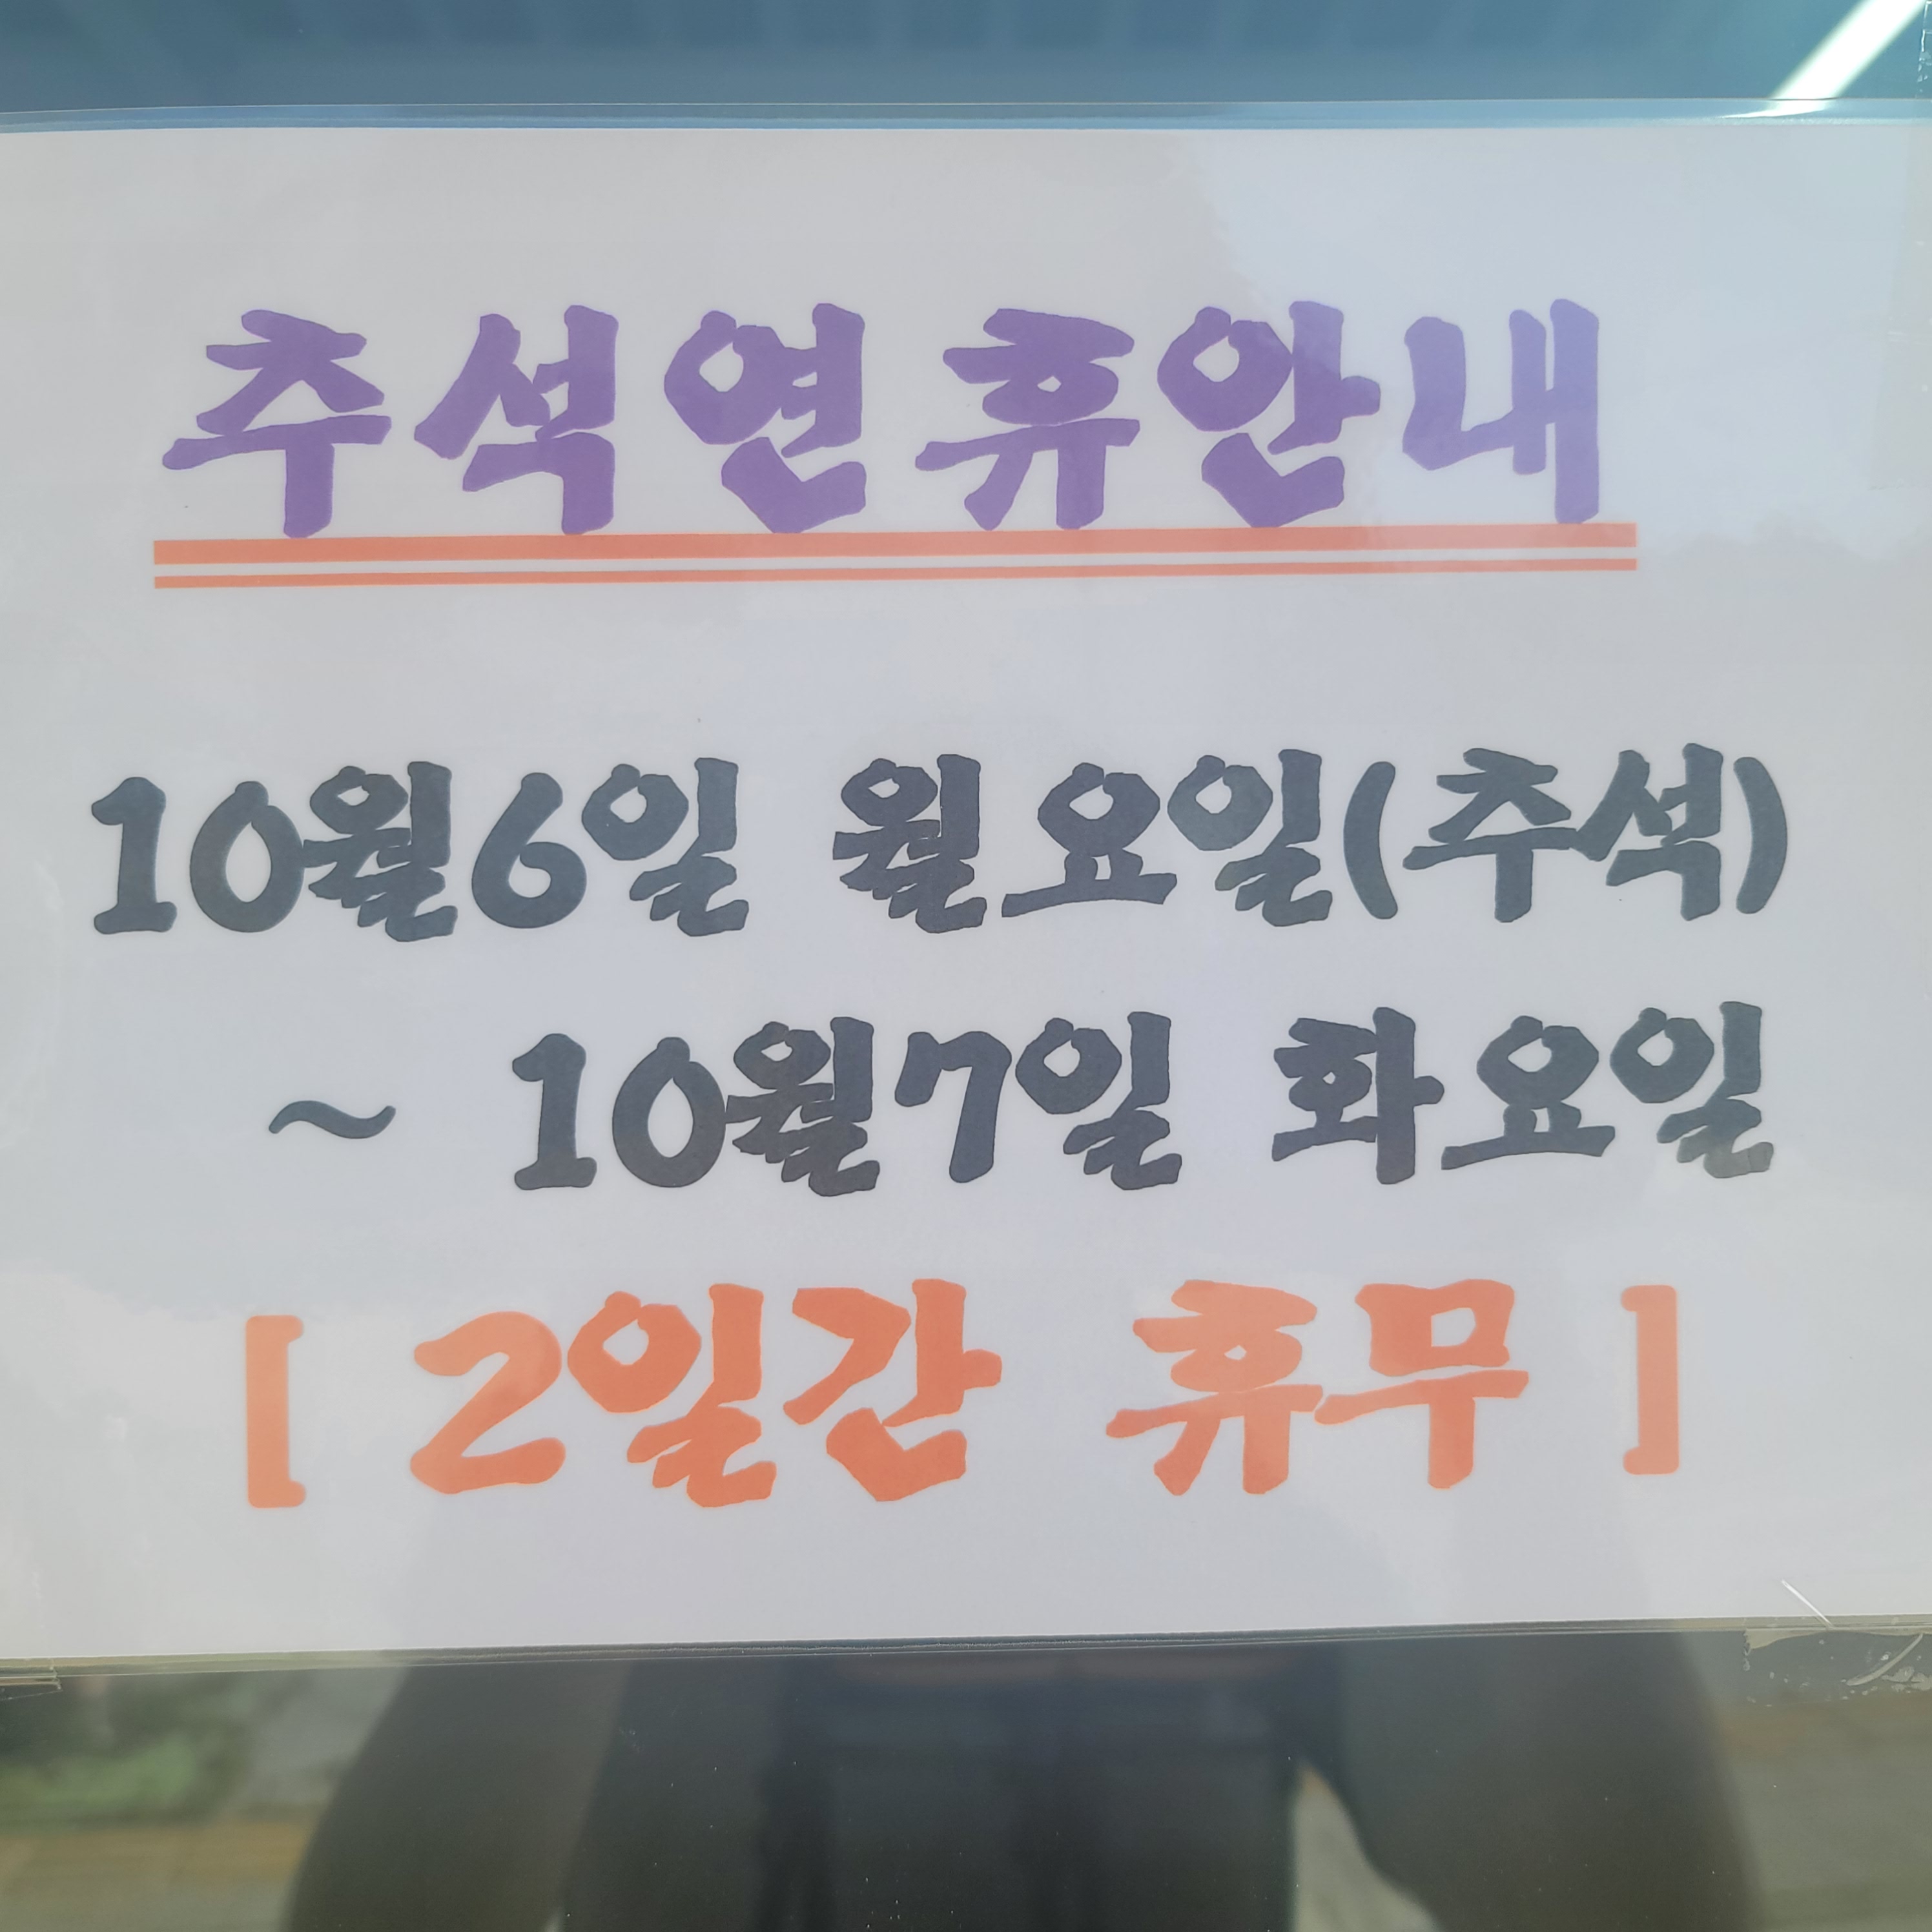 추석연휴안내
10월6일 월요일(추석)
~ 10월7일 화요일
[ 2일간 휴무 ]